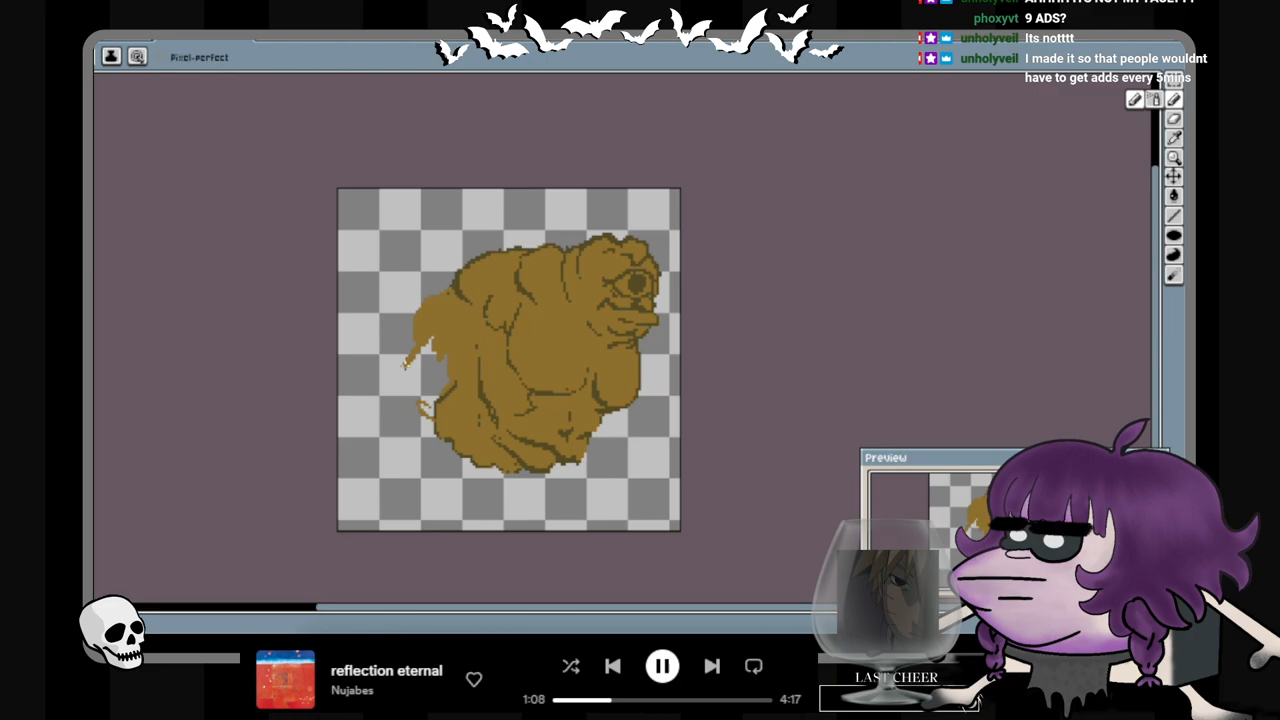 phoxyvt 9 ADS?
unholyveil Its notttt
unholyveil I made it so that people wouldnt
have to get adds every 5mins
Pixel-perfect
Preview
reflection eternal
Nujabes
1:08
4:17
LAST CHEER